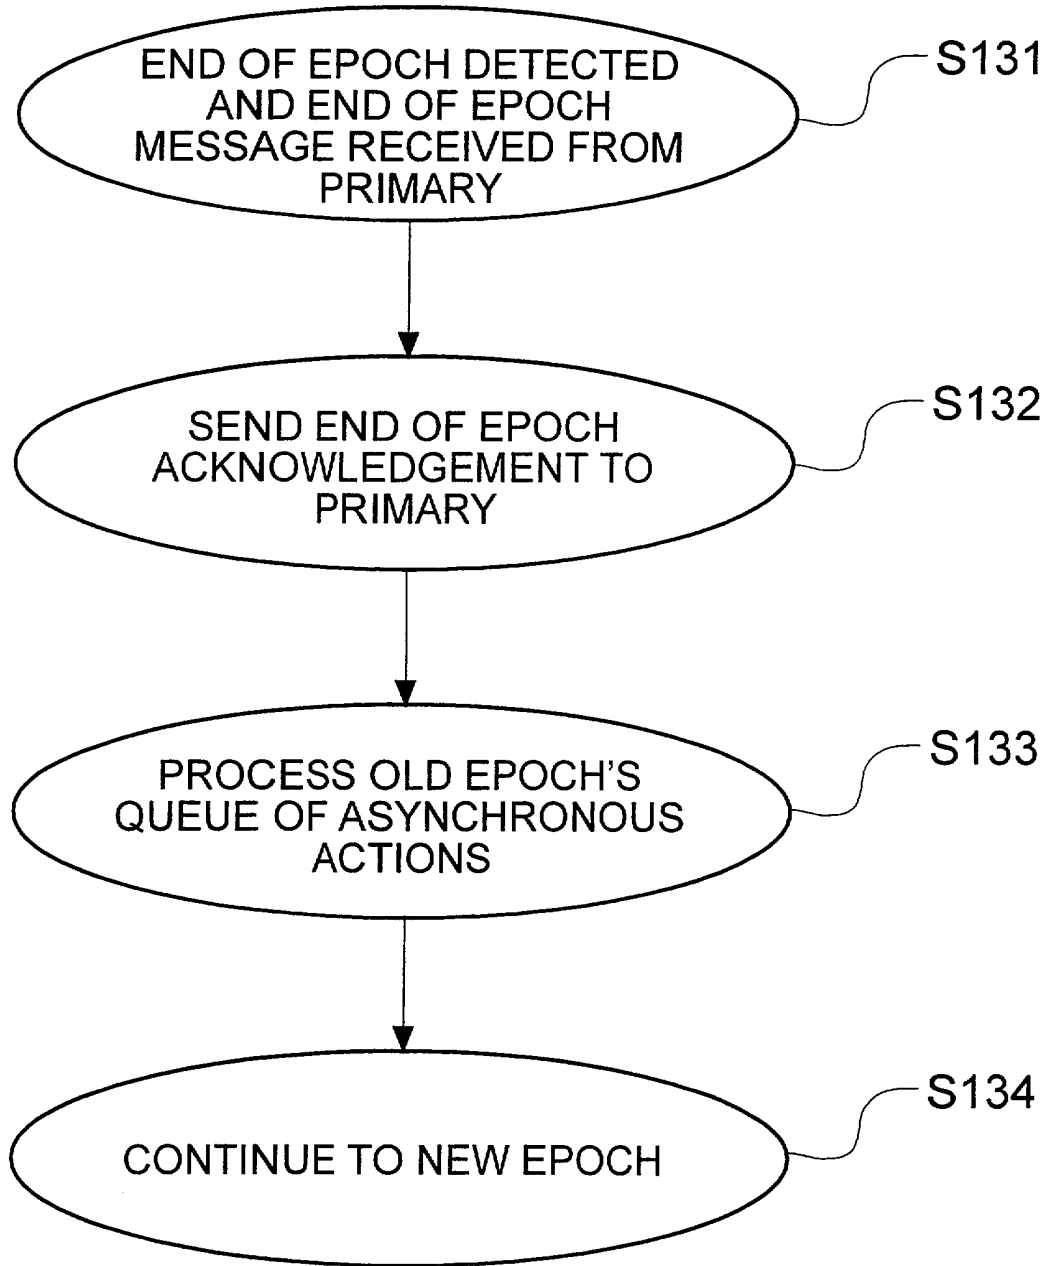 END OF EPOCH DETECTED
AND END OF EPOCH
MESSAGE RECEIVED FROM
PRIMARY
S131
SEND END OF EPOCH
ACKNOWLEDGEMENT TO
PRIMARY
S132
PROCESS OLD EPOCH'S
QUEUE OF ASYNCHRONOUS
ACTIONS
S133
CONTINUE TO NEW EPOCH
S134